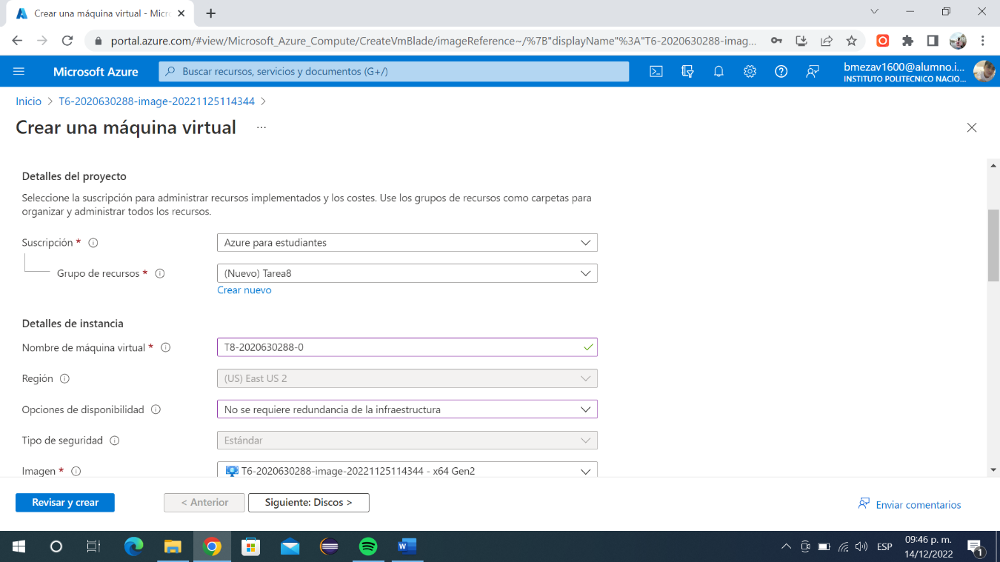 Crear una máquina virtual - Micr
portal.azure.com/#view/Microsoft_Azure_Compute/CreateVmBlade/imageReference~/%7B"displayName"%3A"T6-2020630288-imag...
Microsoft Azure
Buscar recursos, servicios y documentos (G+/)
bmezav1600@alumno.i...
INSTITUTO POLITECNICO NACIO...
Inicio > T6-2020630288-image-20221125114344 >
Crear una máquina virtual ...
Detalles del proyecto
Seleccione la suscripción para administrar recursos implementados y los costes. Use los grupos de recursos como carpetas para
organizar y administrar todos los recursos.
Suscripción *
Azure para estudiantes
Grupo de recursos *
(Nuevo) Tarea8
Crear nuevo
Detalles de instancia
Nombre de máquina virtual *
T8-2020630288-0
Región
(US) East US 2
Opciones de disponibilidad
No se requiere redundancia de la infraestructura
Tipo de seguridad
Estándar
Imagen *
T6-2020630288-image-20221125114344 - x64 Gen2
Revisar y crear
< Anterior
Siguiente: Discos >
Enviar comentarios
ESP
09:46 p. m.
14/12/2022
1